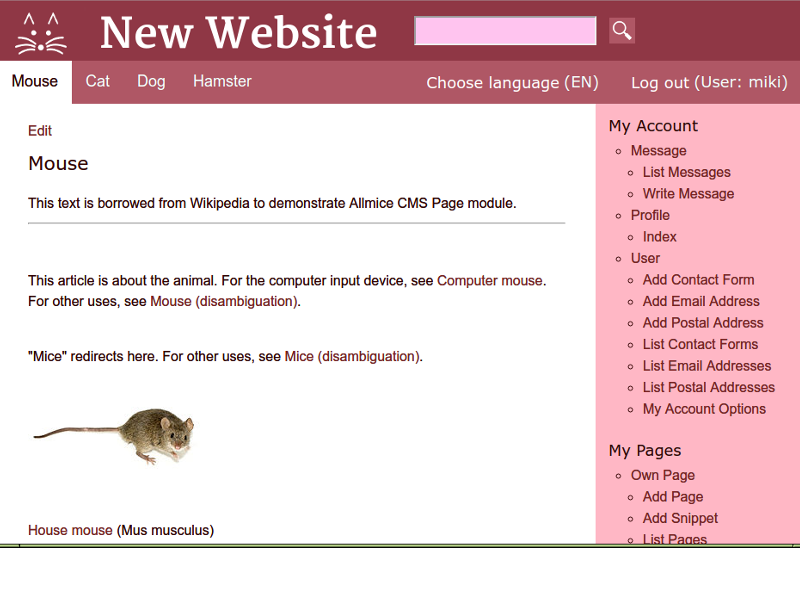 New Website
Mouse Cat Dog Hamster Choose language (EN) Log out (User: miki)
Edit
Mouse
This text is borrowed from Wikipedia to demonstrate Allmice CMS Page module.
This article is about the animal. For the computer input device, see Computer mouse.
For other uses, see Mouse (disambiguation).
"Mice" redirects here. For other uses, see Mice (disambiguation).
House mouse (Mus musculus)
My Account
Message
List Messages
Write Message
Profile
Index
User
Add Contact Form
Add Email Address
Add Postal Address
List Contact Forms
List Email Addresses
List Postal Addresses
My Account Options
My Pages
Own Page
Add Page
Add Snippet
List Pages